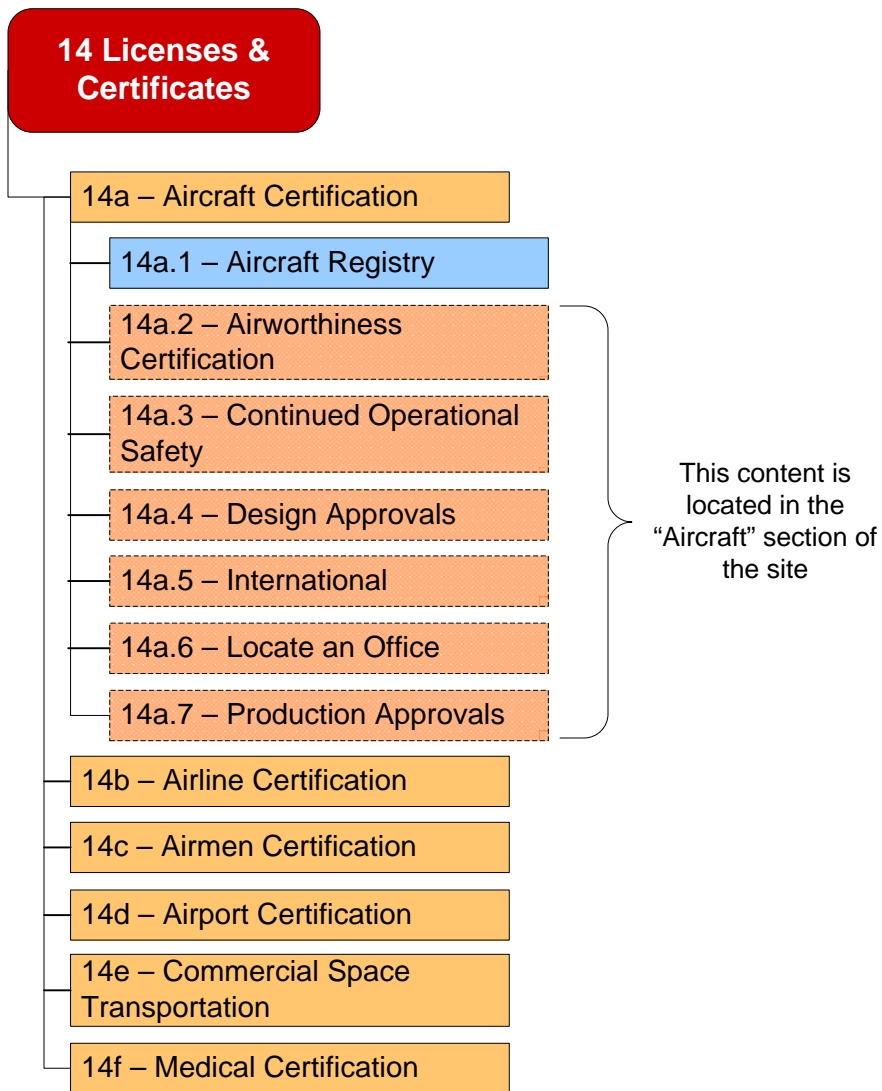 14 Licenses &
Certificates
14a – Aircraft Certification
14a.1 – Aircraft Registry
14a.2 – Airworthiness
Certification
14a.3 – Continued Operational
Safety
14a.4 – Design Approvals
14a.5 – International
14a.6 – Locate an Office
14a.7 – Production Approvals
This content is
located in the
“Aircraft” section of
the site
14b – Airline Certification
14c – Airmen Certification
14d – Airport Certification
14e – Commercial Space
Transportation
14f – Medical Certification